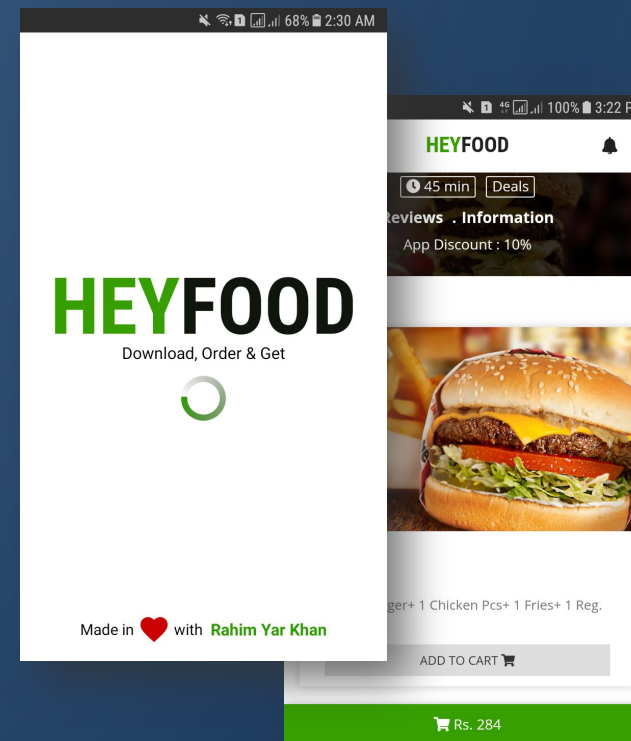 68% 2:30 AM
HEYFOOD
Download, Order & Get
Made in with Rahim Yar Khan
4G 100% 3:22 P
HEYFOOD
45 min Deals
Reviews . Information
App Discount : 10%
1 Chicken Pcs+ 1 Fries+ 1 Reg.
ADD TO CART
Rs. 284